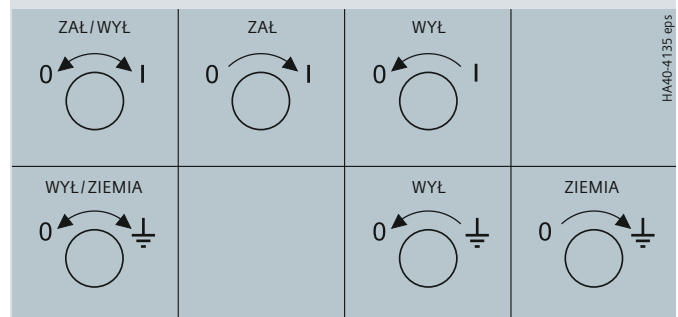 ZAŁ/WYŁ
0 I
ZAŁ
0 I
WYŁ
0 I
HA40-4135 eps
WYŁ/ZIEMIA
0
WYŁ
0
ZIEMIA
0